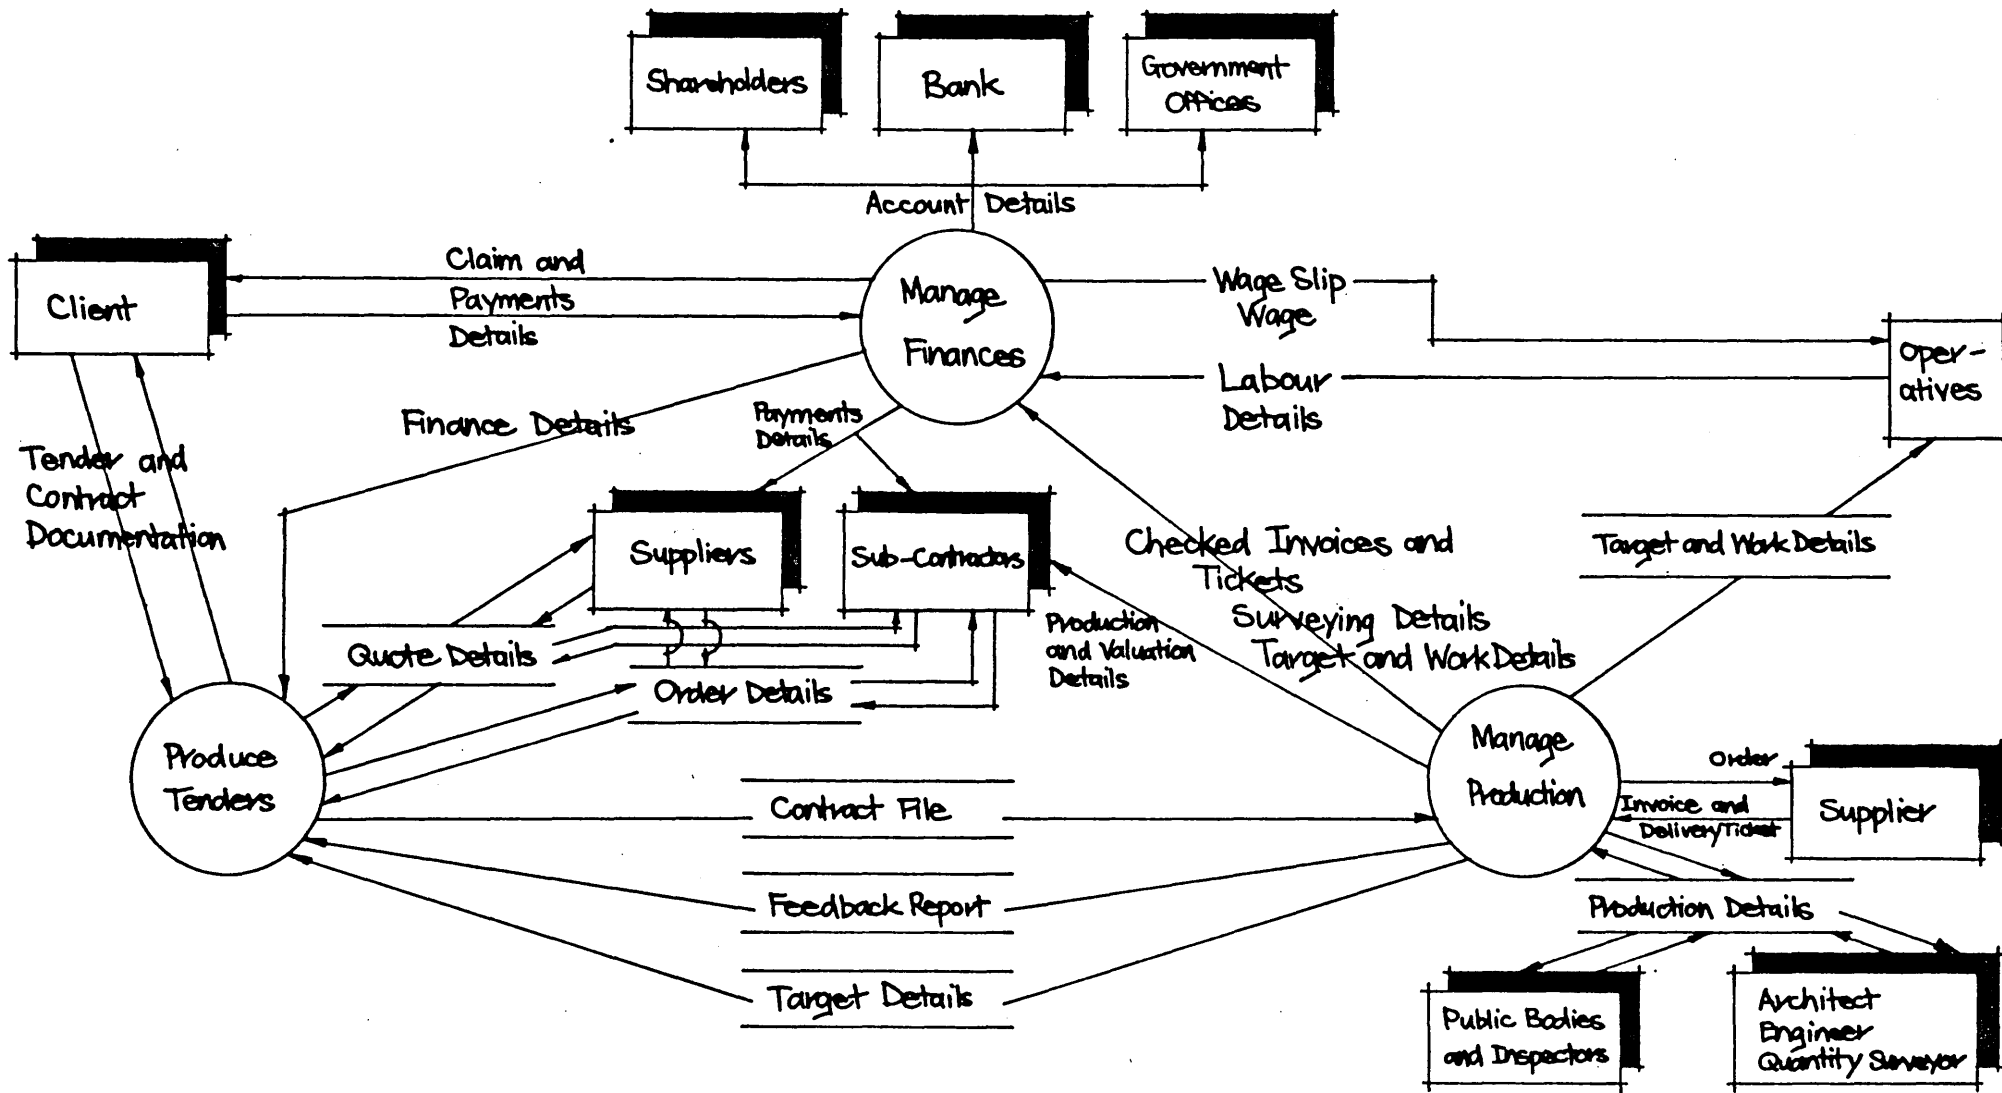 Shareholders
Bank
Government
Offices
Account Details
Client
Claim and
Payments
Details
Manage
Finances
Wage Slip
Wage
Labour
Details
Oper-
atives
Finance Details
Payments
Details
Tender and
Contract
Documentation
Suppliers
Sub-Contractors
Checked Invoices and
Tickets
Surveying Details
Target and Work Details
Target and Work Details
Production
and Valuation
Details
Quote Details
Order Details
Produce
Tenders
Manage
Production
Order
Invoice and
Delivery Ticket
Supplier
Contract File
Feedback Report
Target Details
Production Details
Public Bodies
and Inspectors
Architect
Engineer
Quantity Surveyor